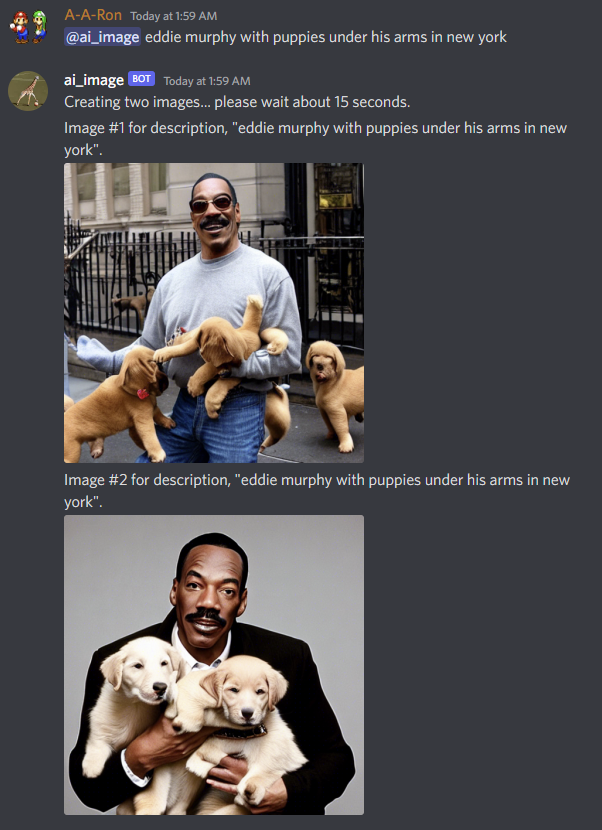 A-A-Ron Today at 1:59 AM
@ai_image eddie murphy with puppies under his arms in new york
ai_image BOT Today at 1:59 AM
Creating two images... please wait about 15 seconds.
Image #1 for description, "eddie murphy with puppies under his arms in new
york".
Image #2 for description, "eddie murphy with puppies under his arms in new
york".